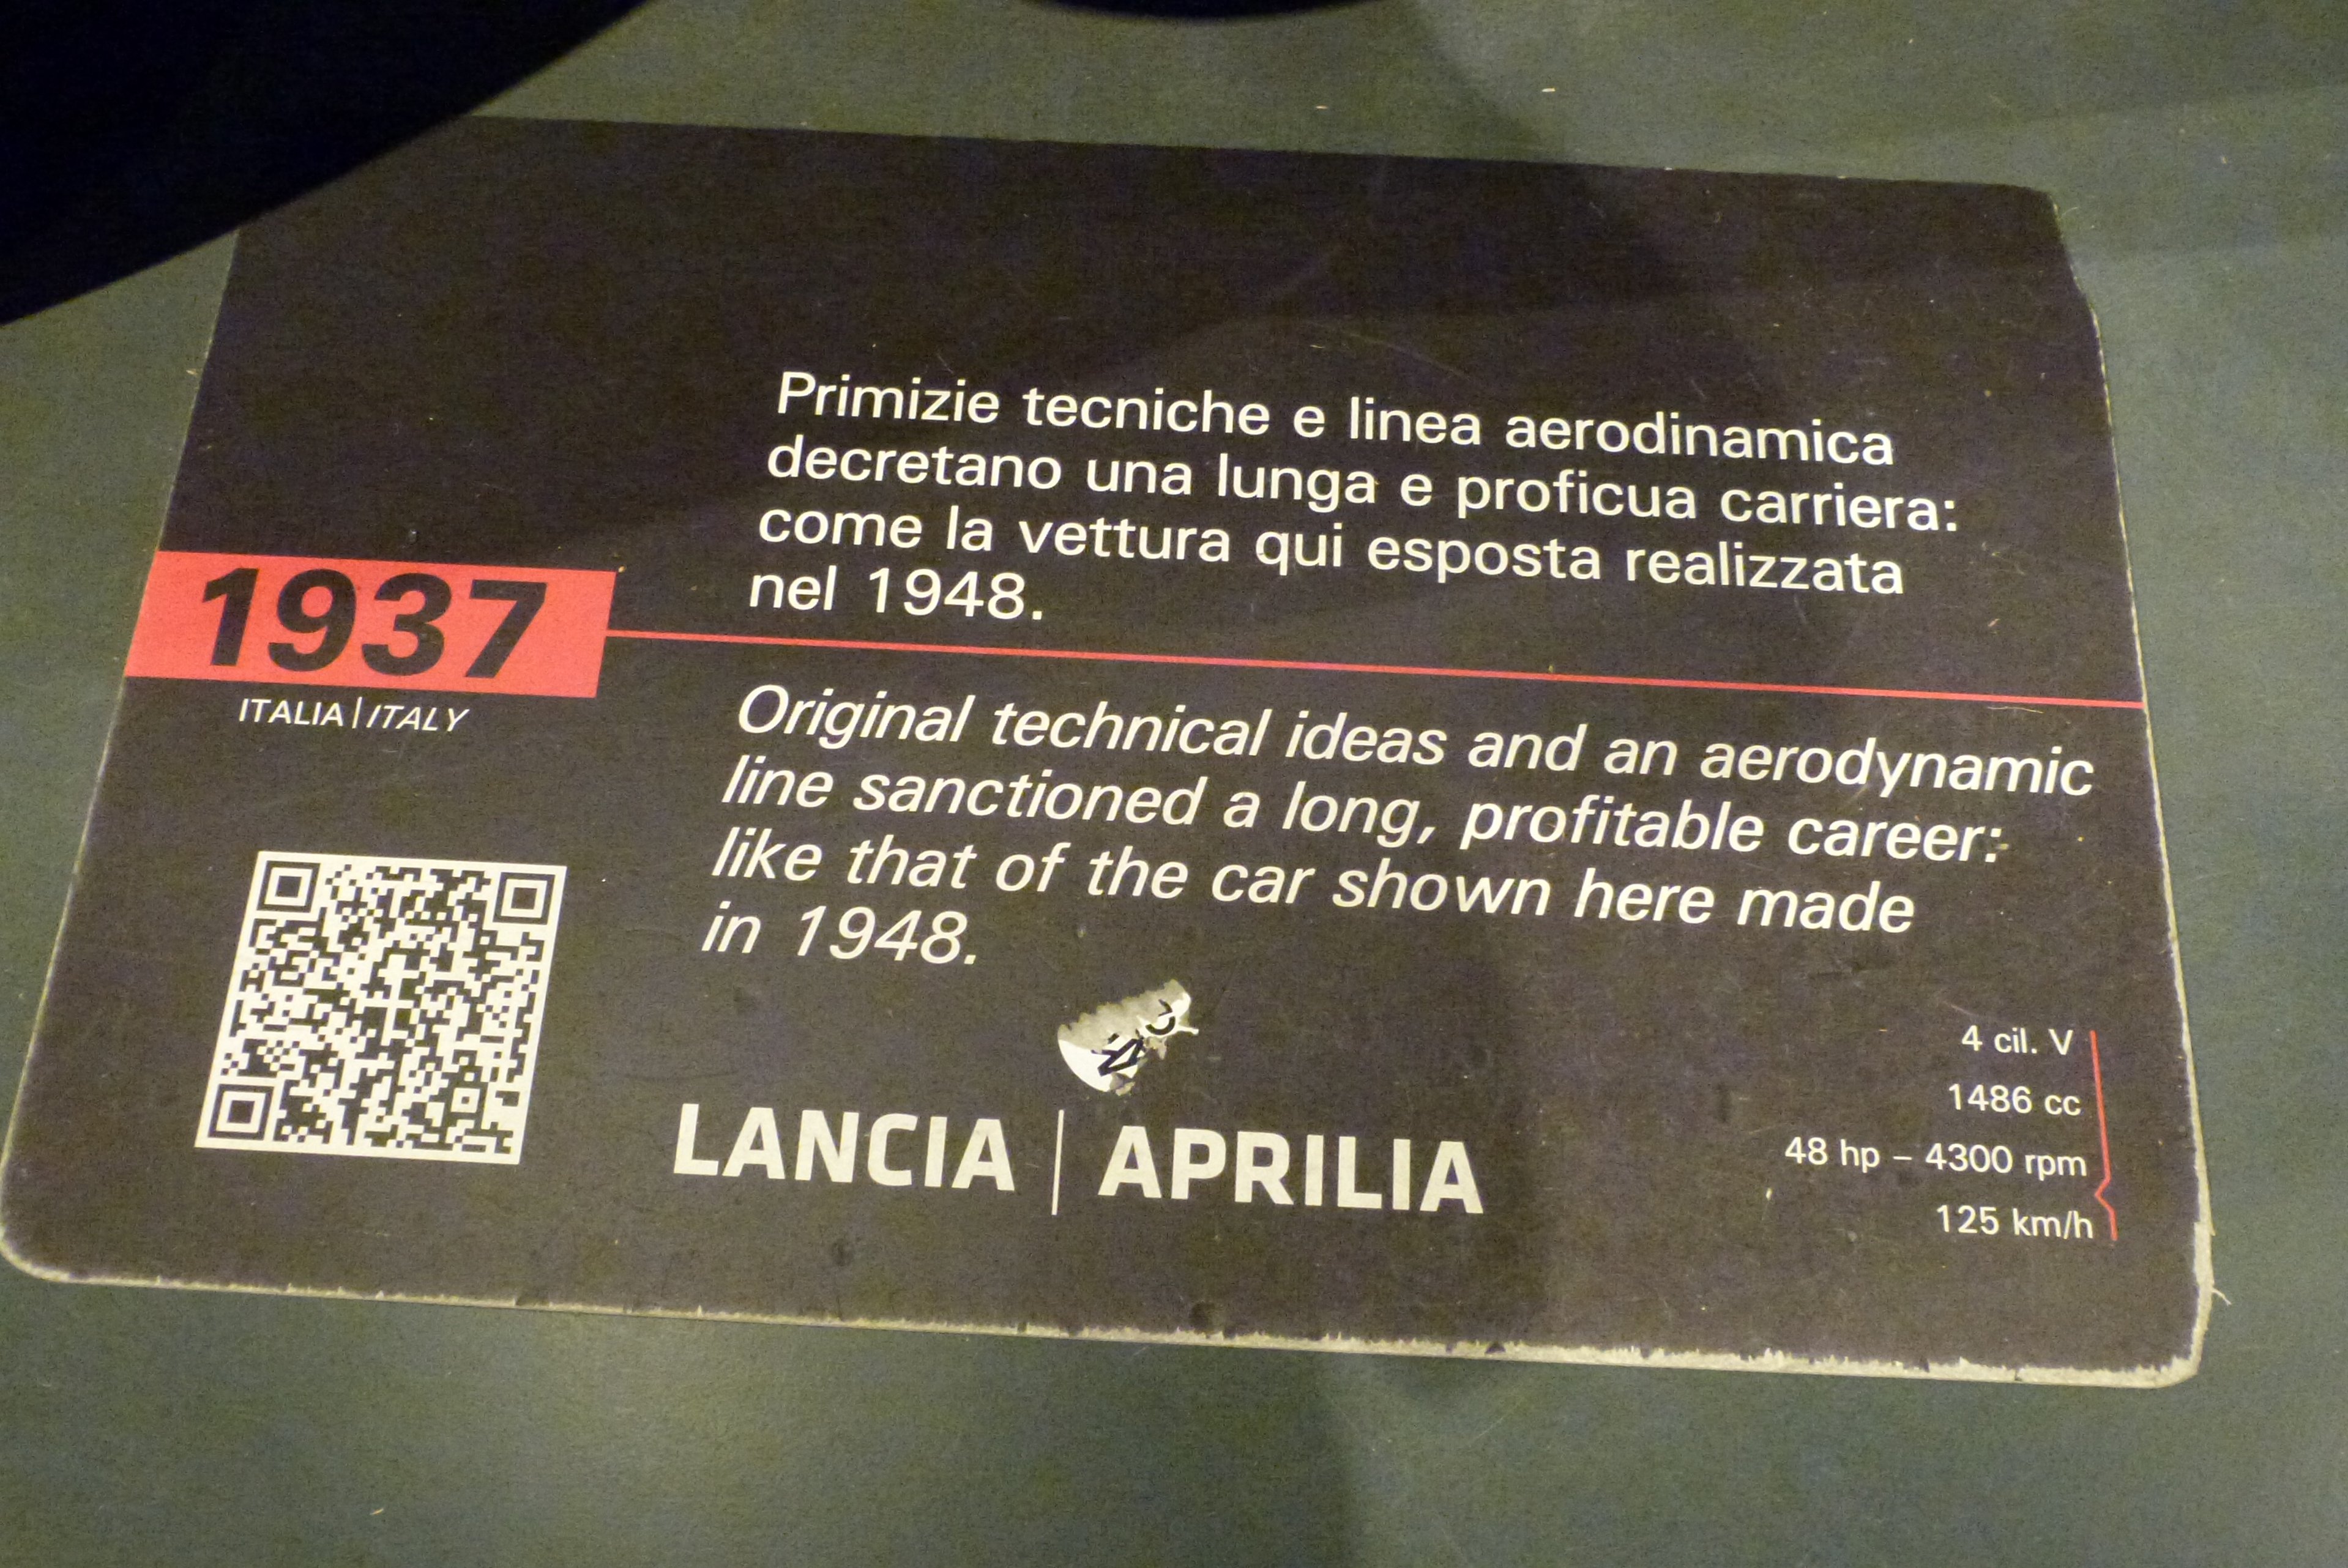 Primizie tecniche e linea aerodinamica
decretano una lunga e proficua carriera:
come la vettura qui esposta realizzata
nel 1948.
1937
ITALIA | ITALY
Original technical ideas and an aerodynamic
line sanctioned a long, profitable career:
like that of the car shown here made
in 1948.
LANCIA | APRILIA
4 cil. V
1486 cc
48 hp – 4300 rpm
125 km/h